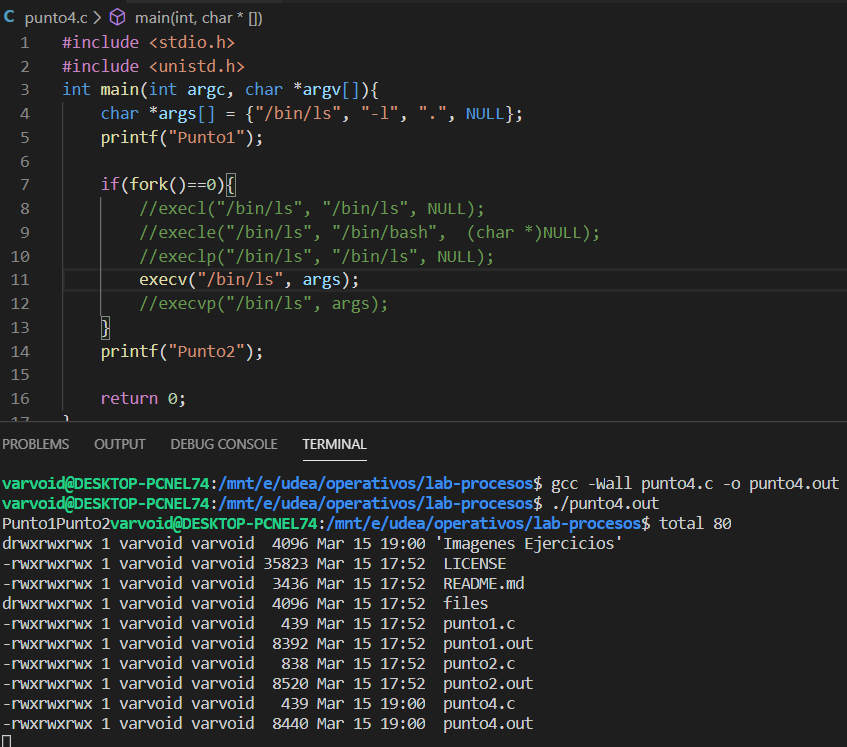 C punto4.c > main(int, char * [])
1 #include <stdio.h>
2 #include <unistd.h>
3 int main(int argc, char *argv[]){
4     char *args[] = {"/bin/ls", "-l", ".", NULL};
5     printf("Punto1");
6
7     if(fork()==0){
8         //execl("/bin/ls", "/bin/ls", NULL);
9         //execle("/bin/ls", "/bin/bash",  (char *)NULL);
10         //execlp("/bin/ls", "/bin/ls", NULL);
11         execv("/bin/ls", args);
12         //execvp("/bin/ls", args);
13     }
14     printf("Punto2");
15
16     return 0;
17 }
PROBLEMS OUTPUT DEBUG CONSOLE TERMINAL
varvoid@DESKTOP-PCNEL74:/mnt/e/udea/operativos/lab-procesos$ gcc -Wall punto4.c -o punto4.out
varvoid@DESKTOP-PCNEL74:/mnt/e/udea/operativos/lab-procesos$ ./punto4.out
Punto1Punto2varvoid@DESKTOP-PCNEL74:/mnt/e/udea/operativos/lab-procesos$ total 80
drwxrwxrwx 1 varvoid varvoid  4096 Mar 15 19:00 'Imagenes Ejercicios'
-rwxrwxrwx 1 varvoid varvoid 35823 Mar 15 17:52  LICENSE
-rwxrwxrwx 1 varvoid varvoid  3436 Mar 15 17:52  README.md
drwxrwxrwx 1 varvoid varvoid  4096 Mar 15 17:52  files
-rwxrwxrwx 1 varvoid varvoid   439 Mar 15 17:52  punto1.c
-rwxrwxrwx 1 varvoid varvoid  8392 Mar 15 17:52  punto1.out
-rwxrwxrwx 1 varvoid varvoid   838 Mar 15 17:52  punto2.c
-rwxrwxrwx 1 varvoid varvoid  8520 Mar 15 17:52  punto2.out
-rwxrwxrwx 1 varvoid varvoid   439 Mar 15 19:00  punto4.c
-rwxrwxrwx 1 varvoid varvoid  8440 Mar 15 19:00  punto4.out